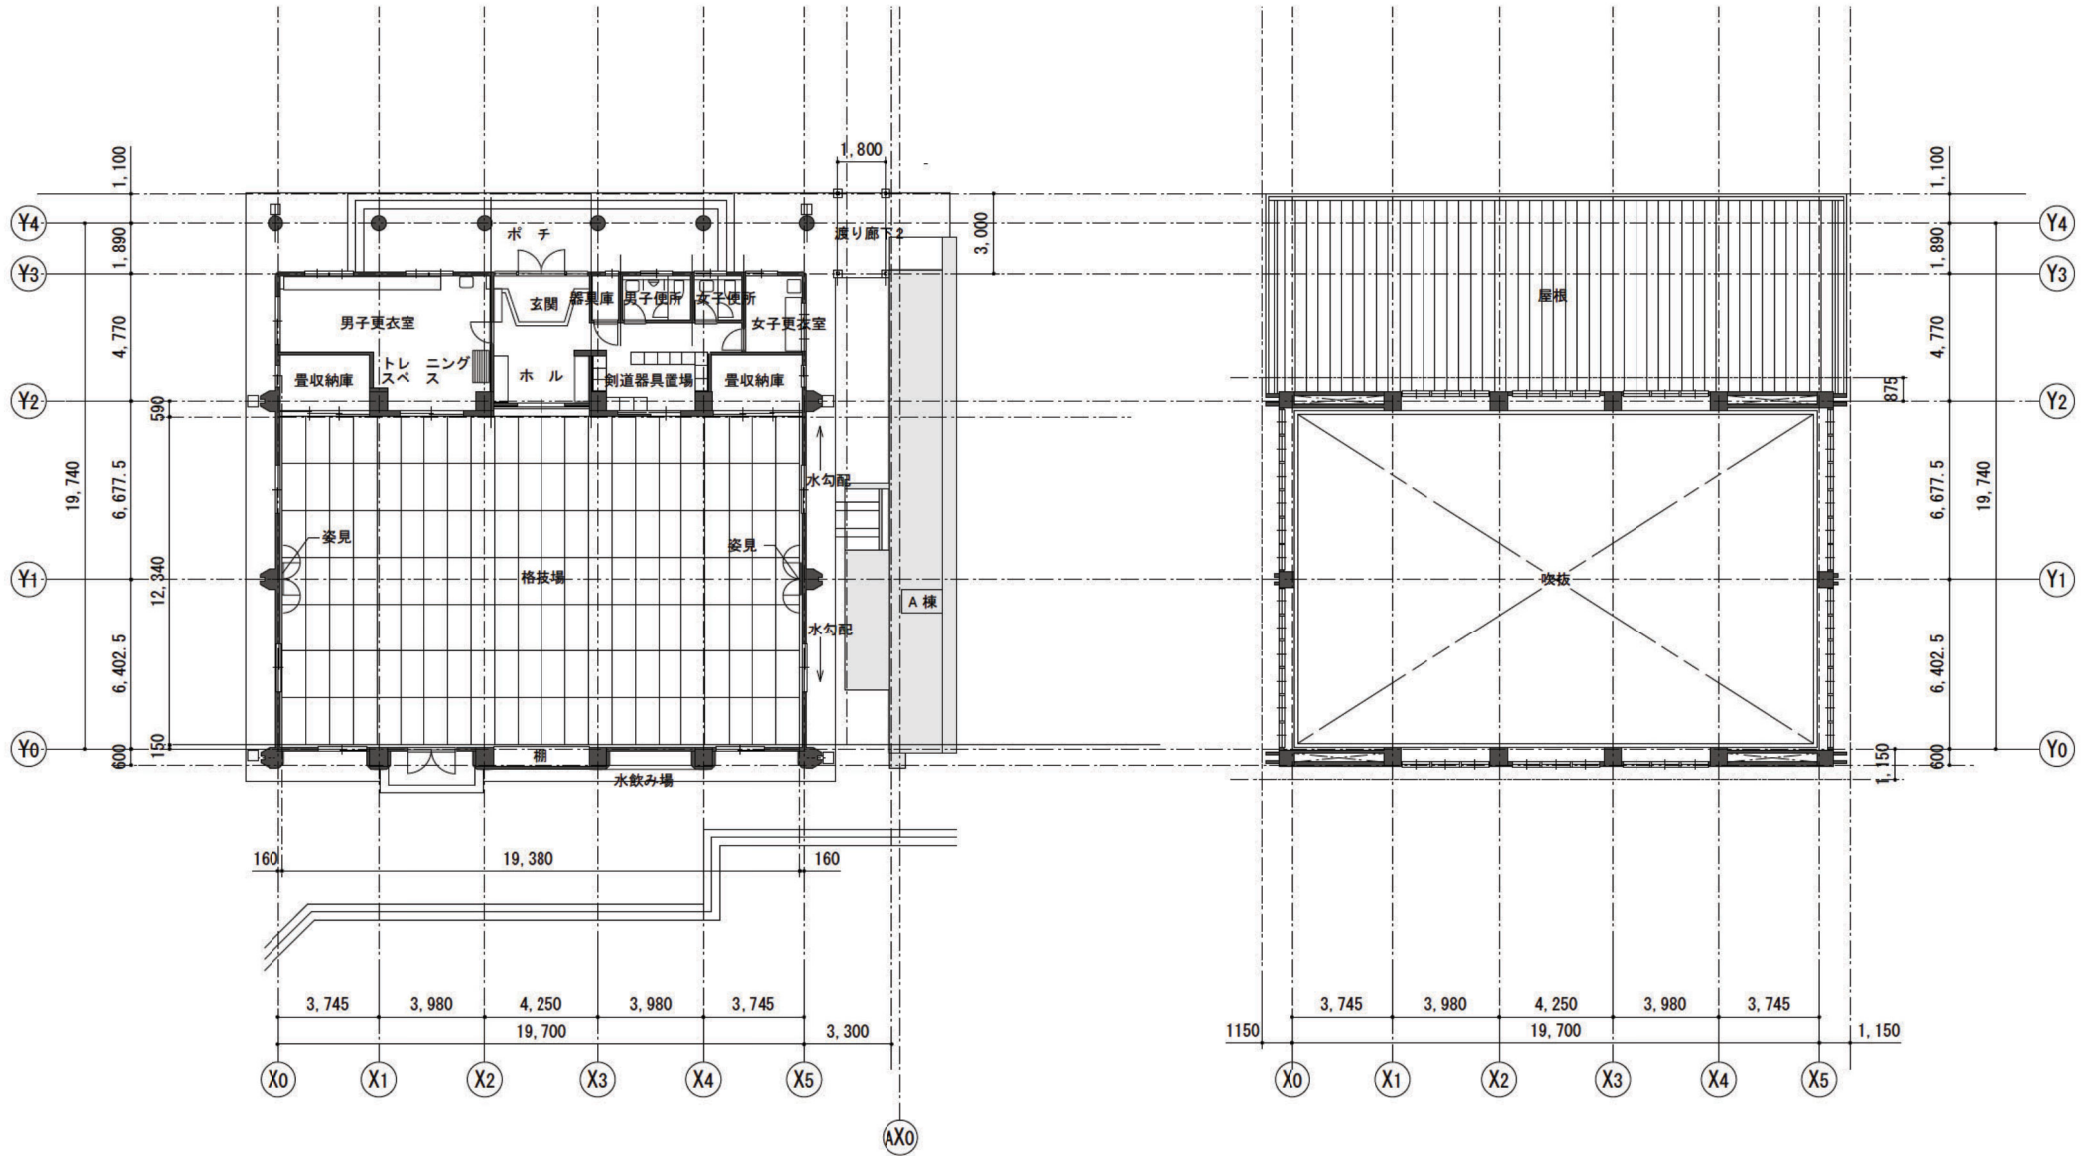 1,800
1,100
Y4
ポ チ
渡り廊下2
3,000
1,890
Y3
玄関
器具庫
男子便所
女子便所
男子更衣室
女子更衣室
4,770
トレ ニング
スペ ス
畳収納庫
ホ ル
剣道器具置場
畳収納庫
Y2
590
水勾配
19,740
6,677.5
姿見
姿見
Y1
格技場
12,340
A 棟
水勾配
6,402.5
Y0
150
600
棚
水飲み場
160
19,380
160
3,745
3,980
4,250
3,980
3,745
19,700
3,300
X0
X1
X2
X3
X4
X5
AX0
1,100
Y4
1,890
Y3
屋根
4,770
875
Y2
6,677.5
19,740
吹抜
Y1
6,402.5
Y0
600
1,150
3,745
3,980
4,250
3,980
3,745
1150
19,700
1,150
X0
X1
X2
X3
X4
X5